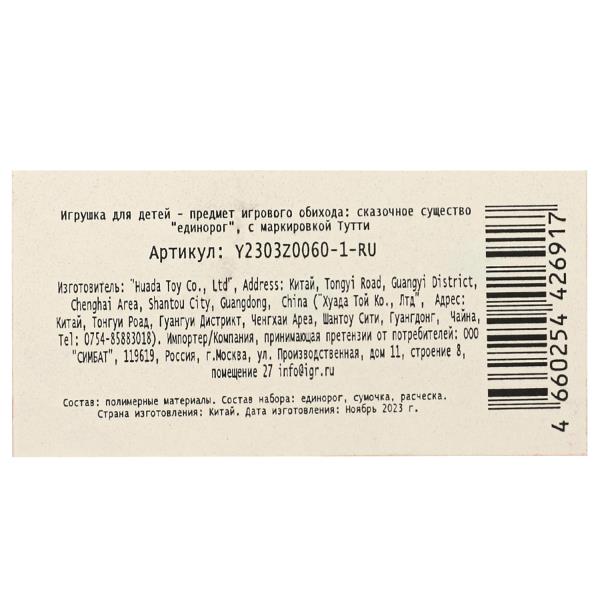 Игрушка для детей - предмет игрового обихода: сказочное существо
"единорог", с маркировкой Тутти
Артикул: Y2303Z0060-1-RU
Изготовитель: "Huada Toy Co., Ltd", Address: Китай, Tongyi Road, Guangyi District,
Chenghai Area, Shantou City, Guangdong, China ("Хуада Той Ко., Лтд", Адрес:
Китай, Тонгуи Роад, Гуангуи Дистрикт, Ченгхаи Ареа, Шантоу Сити, Гуангдонг, Чайна,
Tel: 0754-85883018). Импортер/Компания, принимающая претензии от потребителей: ООО
"СИМБАТ", 119619, Россия, г.Москва, ул. Производственная, дом 11, строение 8,
помещение 27 info@igr.ru
Состав: полимерные материалы. Состав набора: единорог, сумочка, расческа.
Страна изготовления: Китай. Дата изготовления: Ноябрь 2023 г.
4 660254 426917